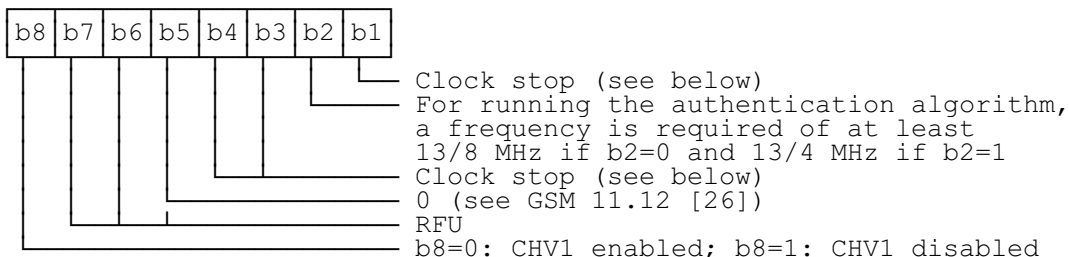 b8 b7 b6 b5 b4 b3 b2 b1
Clock stop (see below)
For running the authentication algorithm,
a frequency is required of at least
13/8 MHz if b2=0 and 13/4 MHz if b2=1
Clock stop (see below)
0 (see GSM 11.12 [26])
RFU
b8=0: CHV1 enabled; b8=1: CHV1 disabled